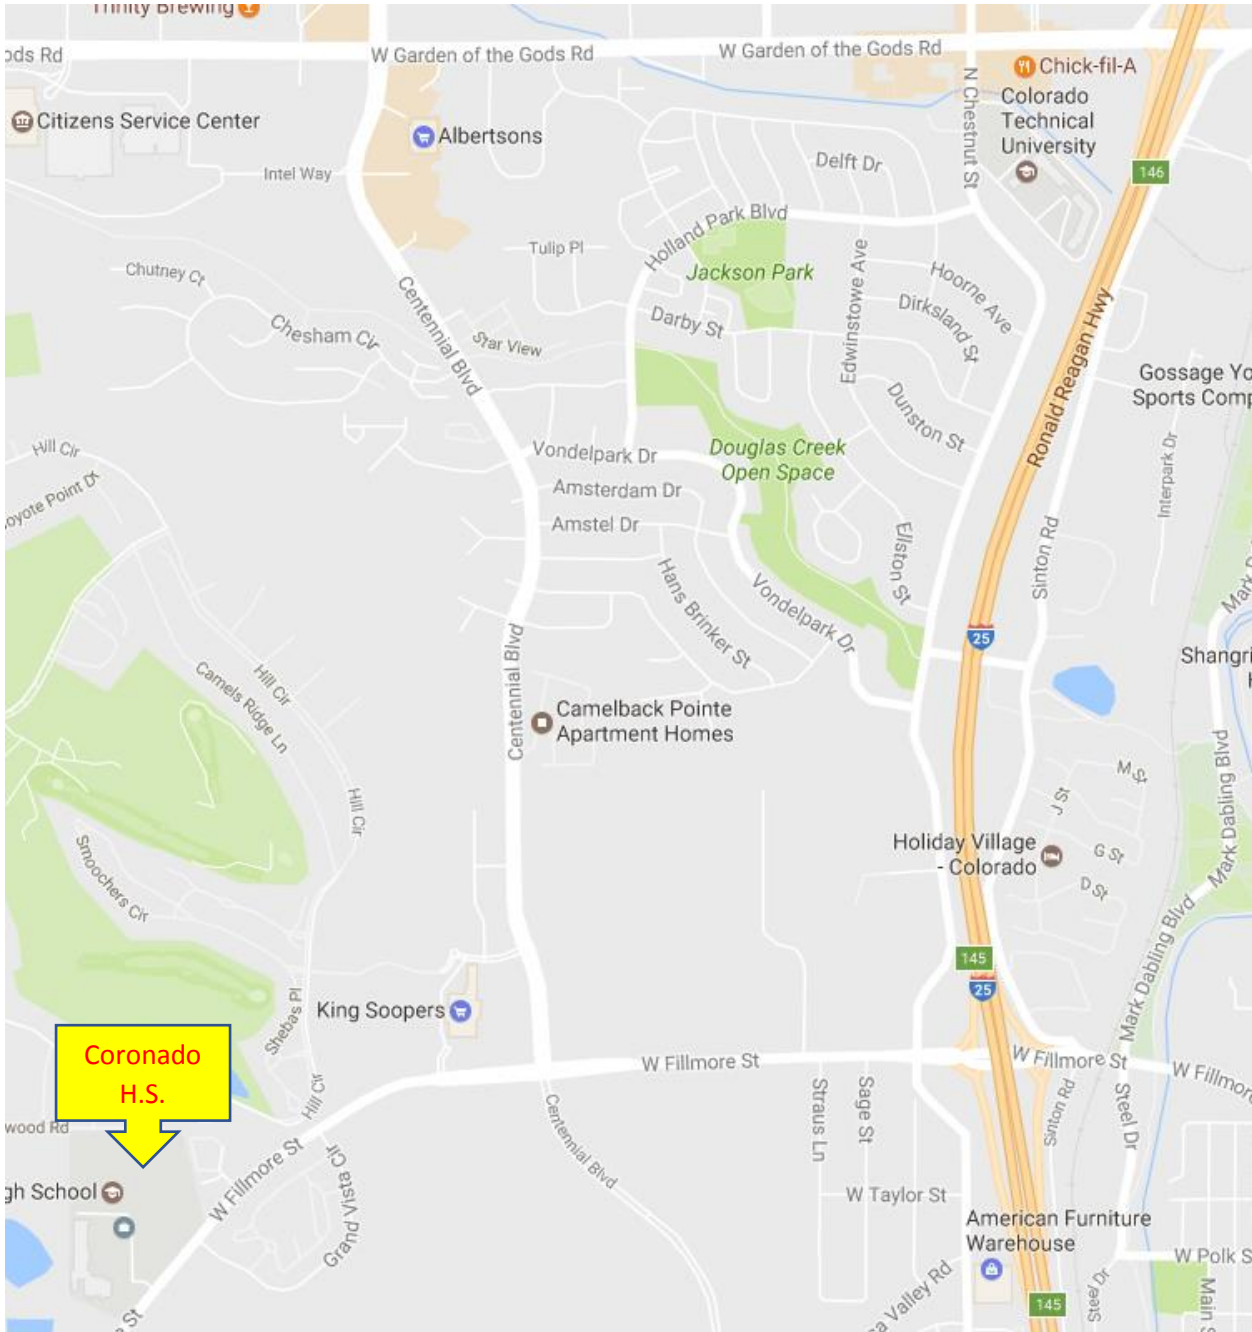 Trinity Brewing
ods Rd
W Garden of the Gods Rd
W Garden of the Gods Rd
Chick-fil-A
N Chestnut St
Colorado
Technical
University
Citizens Service Center
Albertsons
Delft Dr
146
Intel Way
Holland Park Blvd
Tulip Pl
Edwinstowe Ave
Hoorne Ave
Jackson Park
Chutney Ct
Centennial Blvd
Dirksland St
Darby St
Chesham Cir
Star View
Ronald Reagan Hwy
Gossage Yo
Sports Comp
Dunston St
Hill Cir
Vondelpark Dr
Douglas Creek
Open Space
Interpark Dr
oyote Point Dr
Amsterdam Dr
Amstel Dr
Ellston St
Sinton Rd
Hans Brinker St
Vondelpark Dr
Mark D
25
Centennial Blvd
Shangri
H
Camels Ridge Ln
Hill Cir
Camelback Pointe
Apartment Homes
Mark Dabling Blvd
M St
J St
Hill Cir
Holiday Village
- Colorado
G St
D St
Smoochers Cir
Mark Dabling Blvd
145
25
King Soopers
Shebas Pl
Coronado
H.S.
W Fillmore St
W Fillmore St
W Fillmore
Hill Cir
Straus Ln
Sage St
Sinton Rd
Steel Dr
Centennial Blvd
wood Rd
gh School
W Fillmore St
Grand Vista Cir
W Taylor St
American Furniture
Warehouse
W Polk S
a Valley Rd
Steel Dr
Main S
145
e St